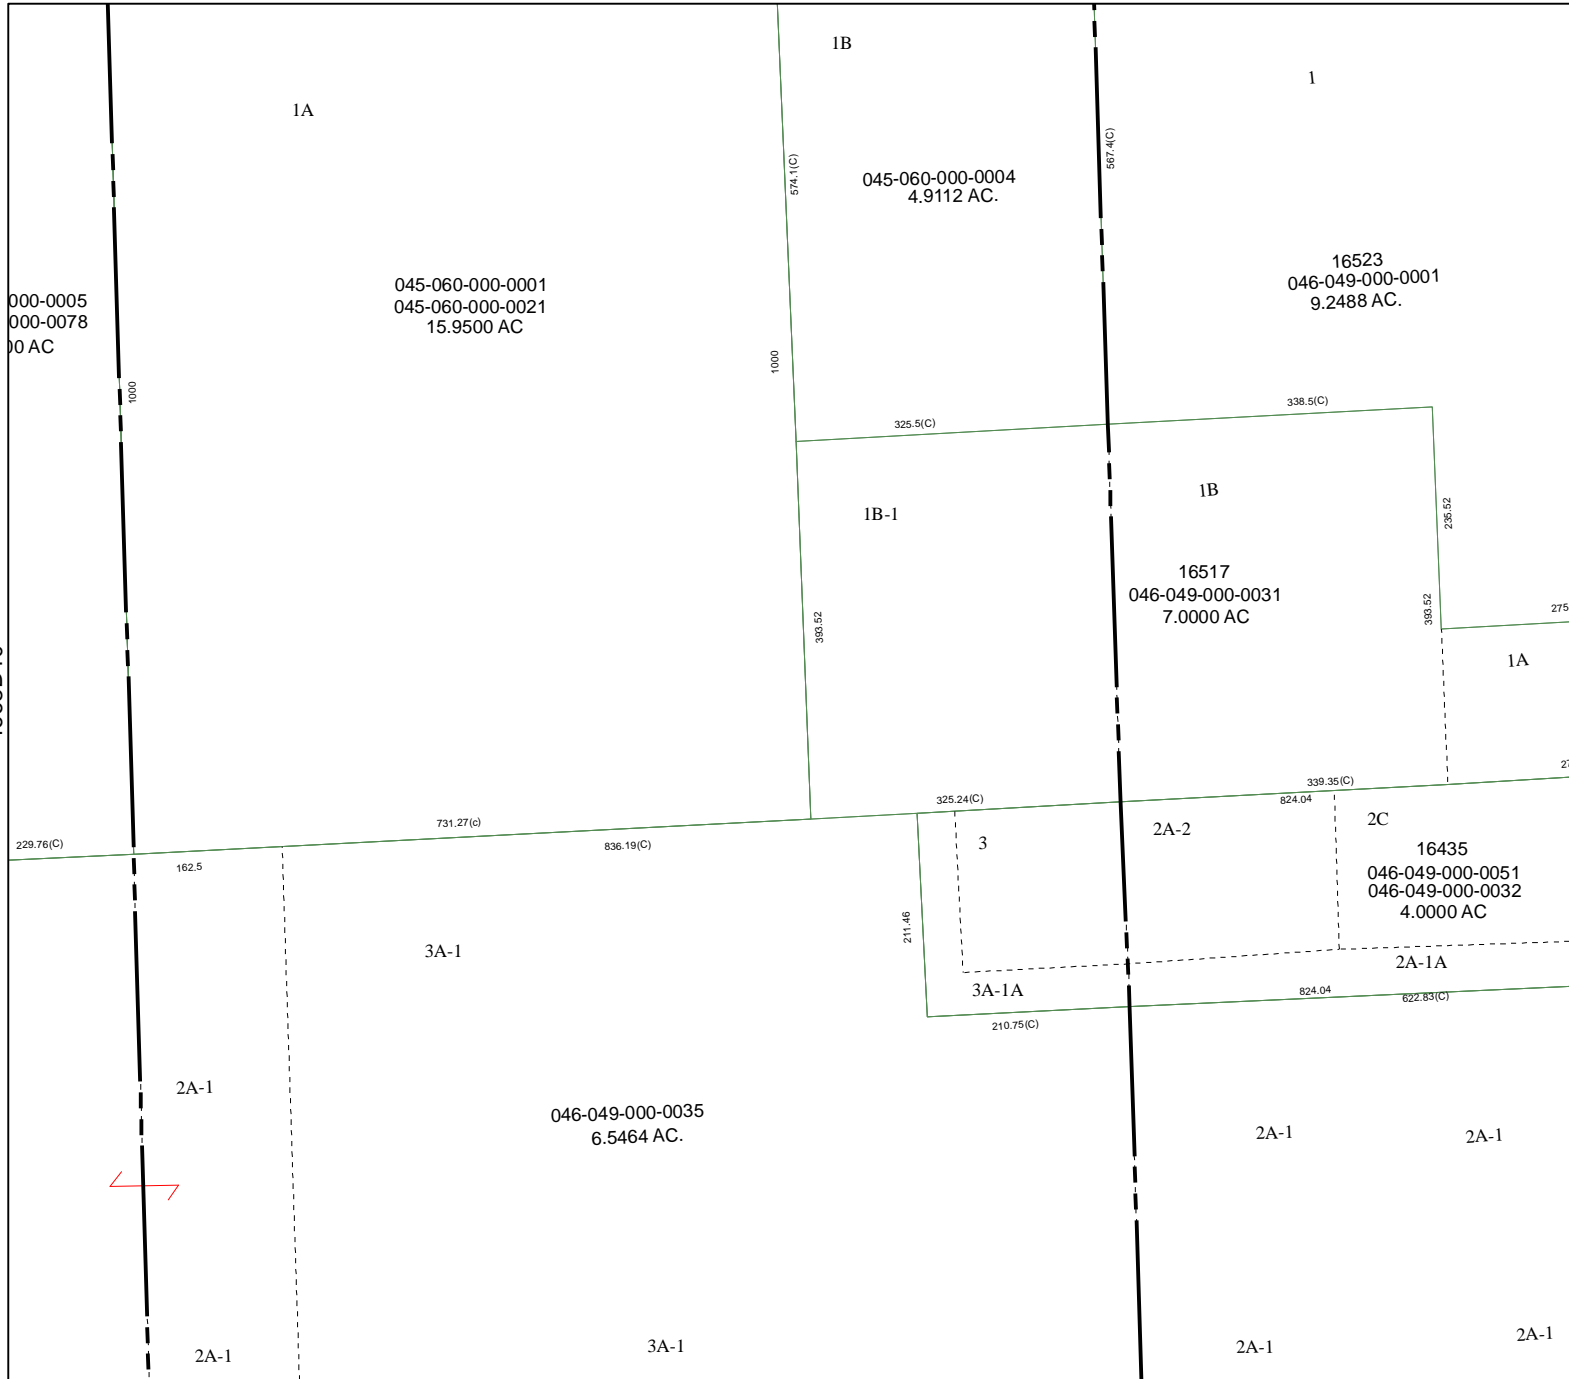 1B
1
1A
574.1(C)
567.4(C)
045-060-000-0004
4.9112 AC.
16523
046-049-000-0001
9.2488 AC.
045-060-000-0001
045-060-000-0021
15.9500 AC
000-0005
000-0078
00 AC
1000
1000
325.5(C)
338.5(C)
1B
1B-1
235.52
16517
046-049-000-0031
7.0000 AC
393.52
393.52
275
1A
339.35(C)
824.04
325.24(C)
731.27(c)
836.19(C)
229.76(C)
162.5
3
2A-2
2C
16435
046-049-000-0051
046-049-000-0032
4.0000 AC
211.46
3A-1
2A-1A
3A-1A
824.04
622.83(C)
210.75(C)
2A-1
046-049-000-0035
6.5464 AC.
2A-1
2A-1
2A-1
3A-1
2A-1
2A-1